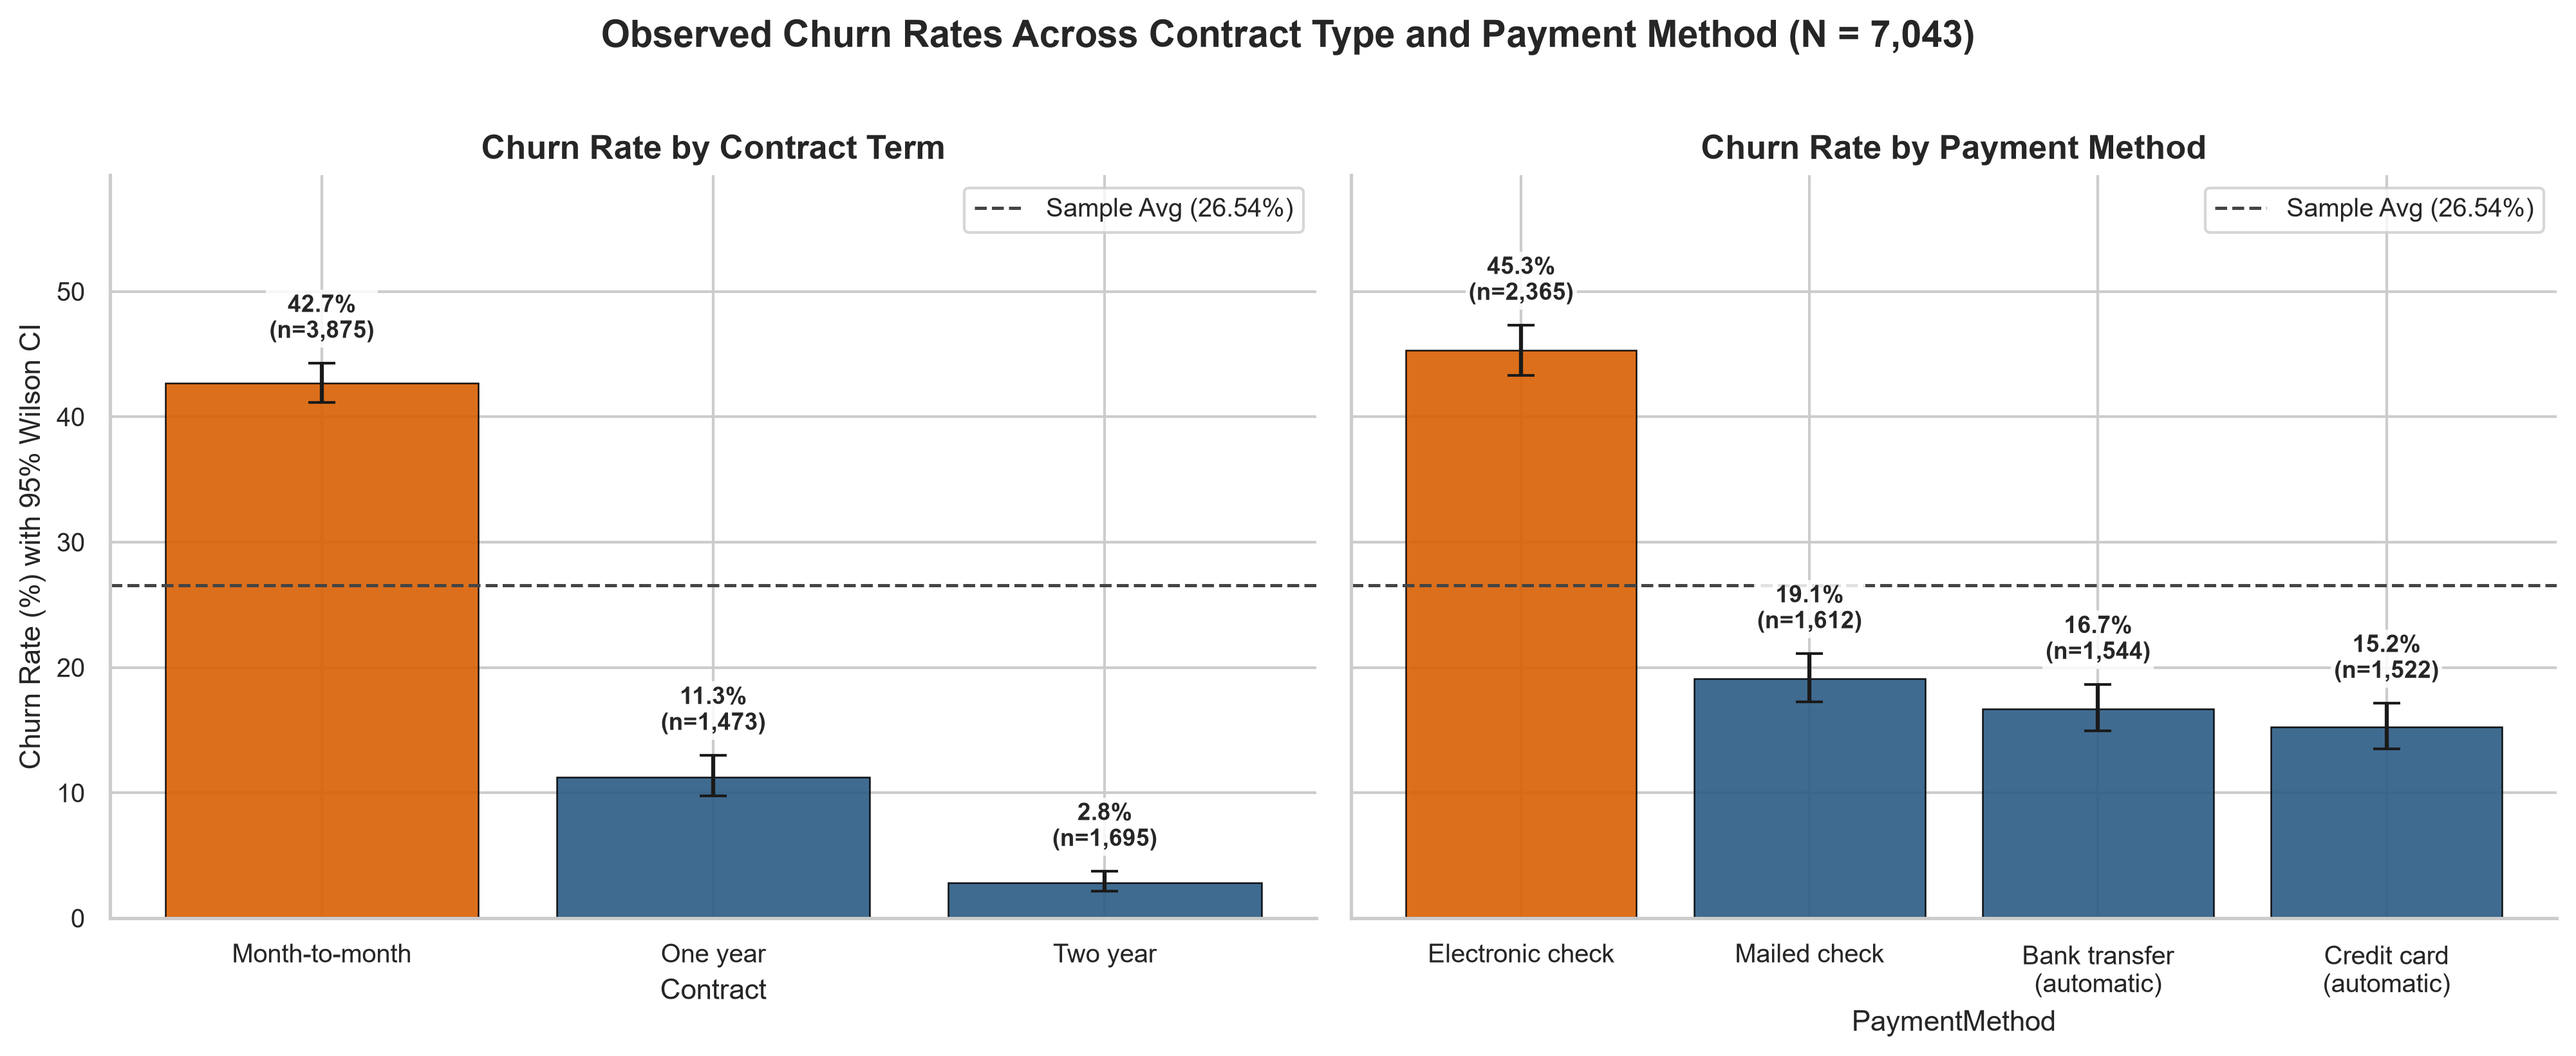 Observed Churn Rates Across Contract Type and Payment Method (N = 7,043)
Churn Rate by Contract Term
Sample Avg (26.54%)
Churn Rate (%) with 95% Wilson CI
50
40
30
20
10
0
42.7%
(n=3,875)
11.3%
(n=1,473)
2.8%
(n=1,695)
Month-to-month
One year
Two year
Contract
Churn Rate by Payment Method
Sample Avg (26.54%)
45.3%
(n=2,365)
19.1%
(n=1,612)
16.7%
(n=1,544)
15.2%
(n=1,522)
Electronic check
Mailed check
Bank transfer
(automatic)
Credit card
(automatic)
PaymentMethod